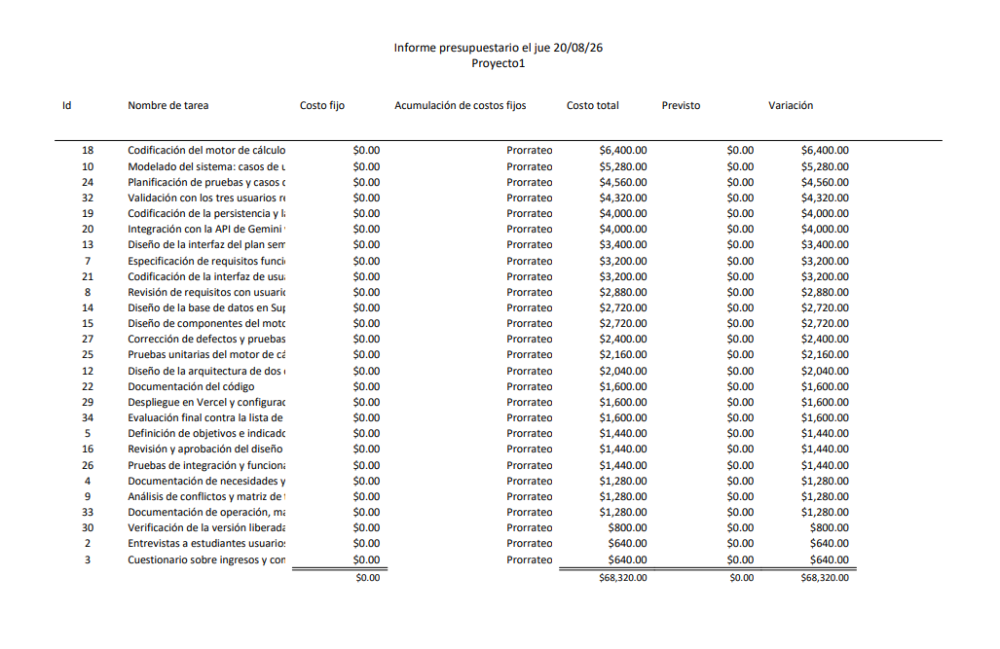 Informe presupuestario el jue 20/08/26
Proyecto1
Id Nombre de tarea Costo fijo Acumulación de costos fijos Costo total Previsto Variación
18 Codificación del motor de cálculo $0.00 Prorrateo $6,400.00 $0.00 $6,400.00
10 Modelado del sistema: casos de $0.00 Prorrateo $5,280.00 $0.00 $5,280.00
24 Planificación de pruebas y casos $0.00 Prorrateo $4,560.00 $0.00 $4,560.00
32 Validación con los tres usuarios $0.00 Prorrateo $4,320.00 $0.00 $4,320.00
19 Codificación de la persistencia y $0.00 Prorrateo $4,000.00 $0.00 $4,000.00
20 Integración con la API de Gemini $0.00 Prorrateo $4,000.00 $0.00 $4,000.00
13 Diseño de la interfaz del plan sem $0.00 Prorrateo $3,400.00 $0.00 $3,400.00
7 Especificación de requisitos funci $0.00 Prorrateo $3,200.00 $0.00 $3,200.00
21 Codificación de la interfaz de usu $0.00 Prorrateo $3,200.00 $0.00 $3,200.00
8 Revisión de requisitos con usuari $0.00 Prorrateo $2,880.00 $0.00 $2,880.00
14 Diseño de la base de datos en Su $0.00 Prorrateo $2,720.00 $0.00 $2,720.00
15 Diseño de componentes del mot $0.00 Prorrateo $2,720.00 $0.00 $2,720.00
27 Corrección de defectos y pruebas $0.00 Prorrateo $2,400.00 $0.00 $2,400.00
25 Pruebas unitarias del motor de cá $0.00 Prorrateo $2,160.00 $0.00 $2,160.00
12 Diseño de la arquitectura de dos $0.00 Prorrateo $2,040.00 $0.00 $2,040.00
22 Documentación del código $0.00 Prorrateo $1,600.00 $0.00 $1,600.00
29 Despliegue en Vercel y configurac $0.00 Prorrateo $1,600.00 $0.00 $1,600.00
34 Evaluación final contra la lista de $0.00 Prorrateo $1,600.00 $0.00 $1,600.00
5 Definición de objetivos e indicad $0.00 Prorrateo $1,440.00 $0.00 $1,440.00
16 Revisión y aprobación del diseño $0.00 Prorrateo $1,440.00 $0.00 $1,440.00
26 Pruebas de integración y funcion $0.00 Prorrateo $1,440.00 $0.00 $1,440.00
4 Documentación de necesidades y $0.00 Prorrateo $1,280.00 $0.00 $1,280.00
9 Análisis de conflictos y matriz de $0.00 Prorrateo $1,280.00 $0.00 $1,280.00
33 Documentación de operación, ma $0.00 Prorrateo $1,280.00 $0.00 $1,280.00
30 Verificación de la versión liberada $0.00 Prorrateo $800.00 $0.00 $800.00
2 Entrevistas a estudiantes usuario $0.00 Prorrateo $640.00 $0.00 $640.00
3 Cuestionario sobre ingresos y con $0.00 Prorrateo $640.00 $0.00 $640.00
$0.00 $68,320.00 $0.00 $68,320.00